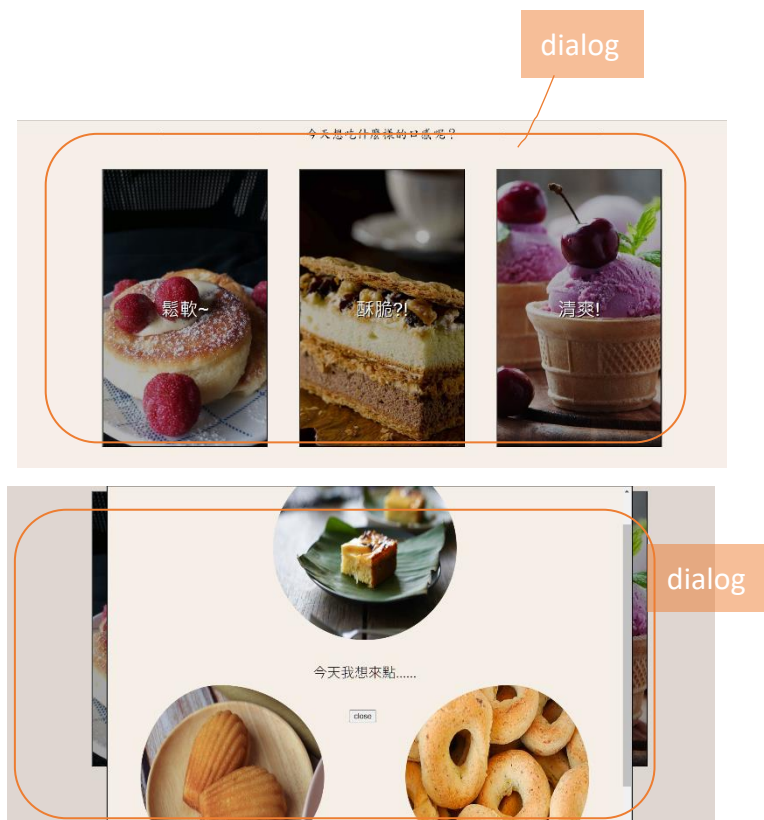 dialog
今天想吃什麼樣的口感呢？
鬆軟~
酥脆?!
清爽!
dialog
今天我想來點......
close